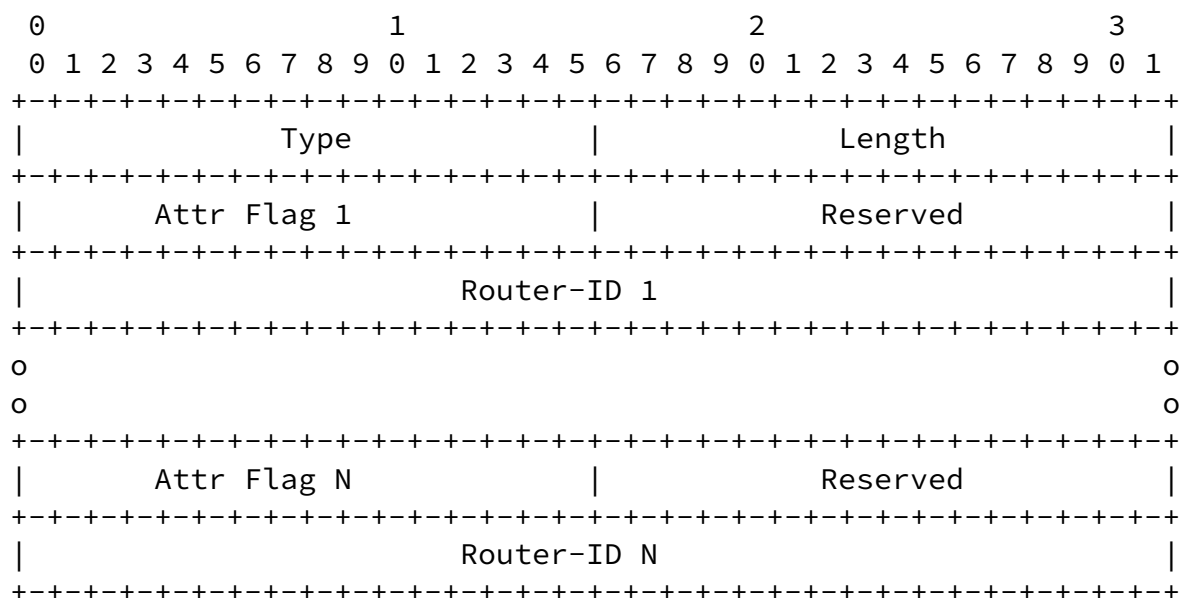 0                   1                   2                   3
 0 1 2 3 4 5 6 7 8 9 0 1 2 3 4 5 6 7 8 9 0 1 2 3 4 5 6 7 8 9 0 1
+-+-+-+-+-+-+-+-+-+-+-+-+-+-+-+-+-+-+-+-+-+-+-+-+-+-+-+-+-+-+-+-+
|              Type             |             Length            |
+-+-+-+-+-+-+-+-+-+-+-+-+-+-+-+-+-+-+-+-+-+-+-+-+-+-+-+-+-+-+-+-+
|       Attr Flag 1             |            Reserved           |
+-+-+-+-+-+-+-+-+-+-+-+-+-+-+-+-+-+-+-+-+-+-+-+-+-+-+-+-+-+-+-+-+
|                        Router-ID 1                            |
+-+-+-+-+-+-+-+-+-+-+-+-+-+-+-+-+-+-+-+-+-+-+-+-+-+-+-+-+-+-+-+-+
o                                                               o
o                                                               o
+-+-+-+-+-+-+-+-+-+-+-+-+-+-+-+-+-+-+-+-+-+-+-+-+-+-+-+-+-+-+-+-+
|       Attr Flag N             |            Reserved           |
+-+-+-+-+-+-+-+-+-+-+-+-+-+-+-+-+-+-+-+-+-+-+-+-+-+-+-+-+-+-+-+-+
|                        Router-ID N                            |
+-+-+-+-+-+-+-+-+-+-+-+-+-+-+-+-+-+-+-+-+-+-+-+-+-+-+-+-+-+-+-+-+